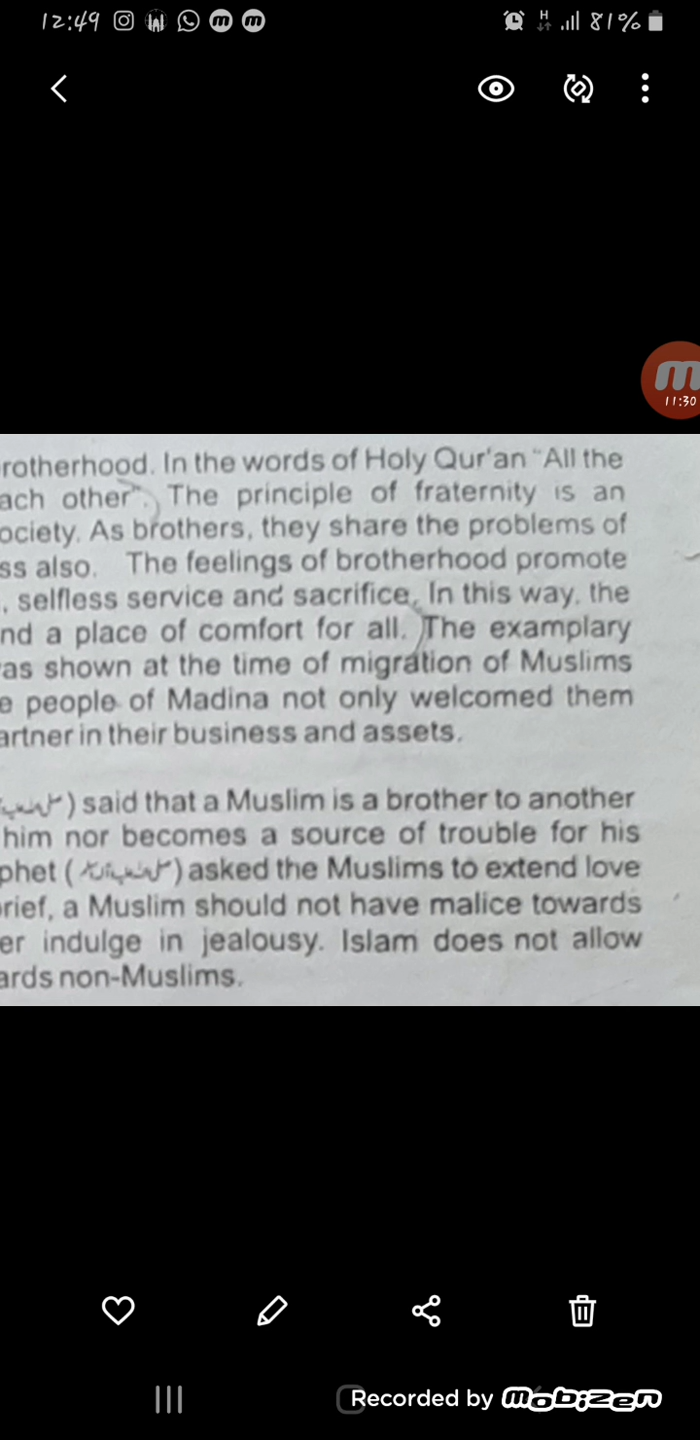 12:49
H
81%
11:30
rotherhood. In the words of Holy Qur'an "All the
ach other". The principle of fraternity is an
ociety. As brothers, they share the problems of
ss also. The feelings of brotherhood promote
, selfless service and sacrifice, In this way, the
nd a place of comfort for all. The examplary
as shown at the time of migration of Muslims
e people of Madina not only welcomed them
artner in their business and assets.
) said that a Muslim is a brother to another
him nor becomes a source of trouble for his
phet ( ) asked the Muslims to extend love
rief, a Muslim should not have malice towards
er indulge in jealousy. Islam does not allow
ards non-Muslims.
Recorded by mobizen